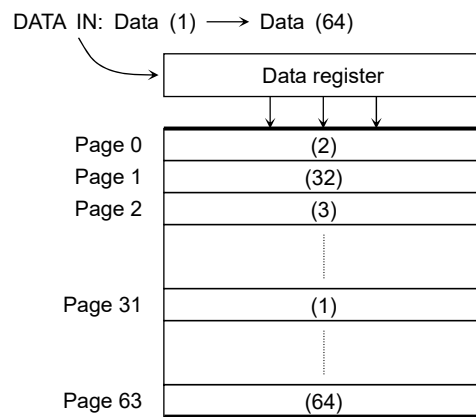 DATA IN: Data (1) → Data (64)
Data register
Page 0 (2)
Page 1 (32)
Page 2 (3)
Page 31 (1)
Page 63 (64)